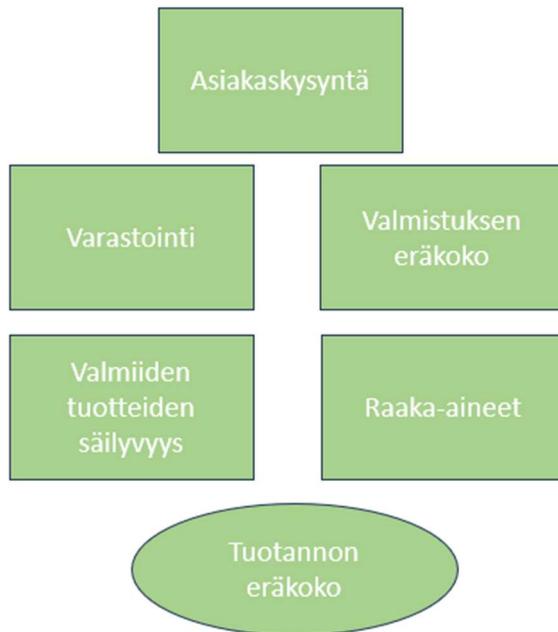 Asiakaskysyntä
Varastointi
Valmistuksen
eräkoko
Valmiiden
tuotteiden
säilyvyys
Raaka-aineet
Tuotannon
eräkoko